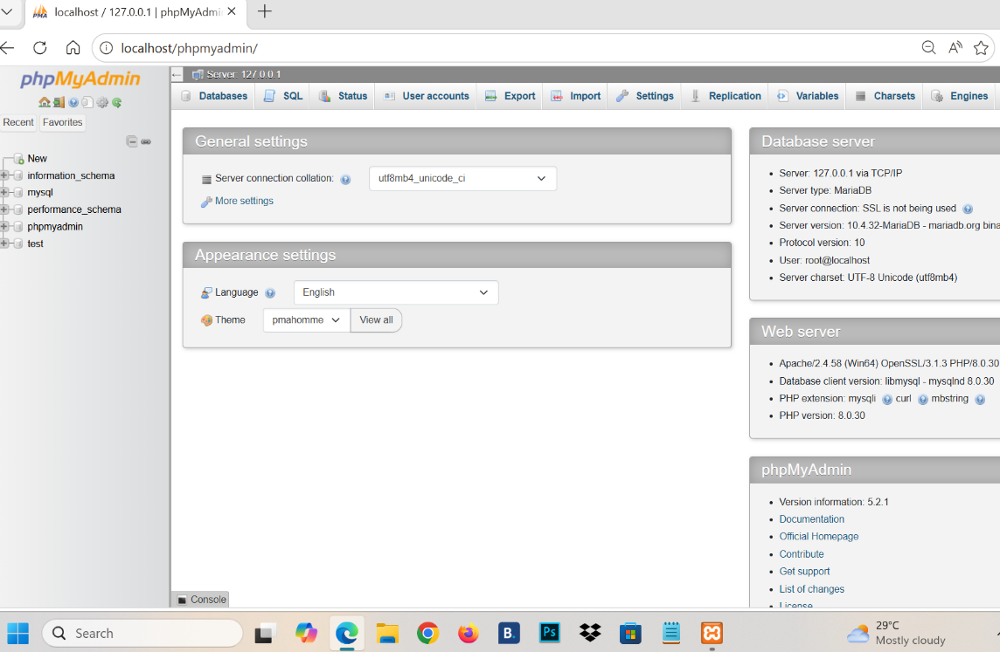 localhost / 127.0.0.1 | phpMyAdmi
localhost/phpmyadmin/
phpMyAdmin
Recent Favorites
New
information_schema
mysql
performance_schema
phpmyadmin
test
Server: 127.0.0.1
Databases SQL Status User accounts Export Import Settings Replication Variables Charsets Engines
General settings
Server connection collation: utf8mb4_unicode_ci
More settings
Appearance settings
Language English
Theme pmahomme View all
Database server
Server: 127.0.0.1 via TCP/IP
Server type: MariaDB
Server connection: SSL is not being used
Server version: 10.4.32-MariaDB - mariadb.org bina
Protocol version: 10
User: root@localhost
Server charset: UTF-8 Unicode (utf8mb4)
Web server
Apache/2.4.58 (Win64) OpenSSL/3.1.3 PHP/8.0.30
Database client version: libmysql - mysqlnd 8.0.30
PHP extension: mysqli curl mbstring
PHP version: 8.0.30
phpMyAdmin
Version information: 5.2.1
Documentation
Official Homepage
Contribute
Get support
List of changes
License
Console
Search
B.
Ps
29°C
Mostly cloudy